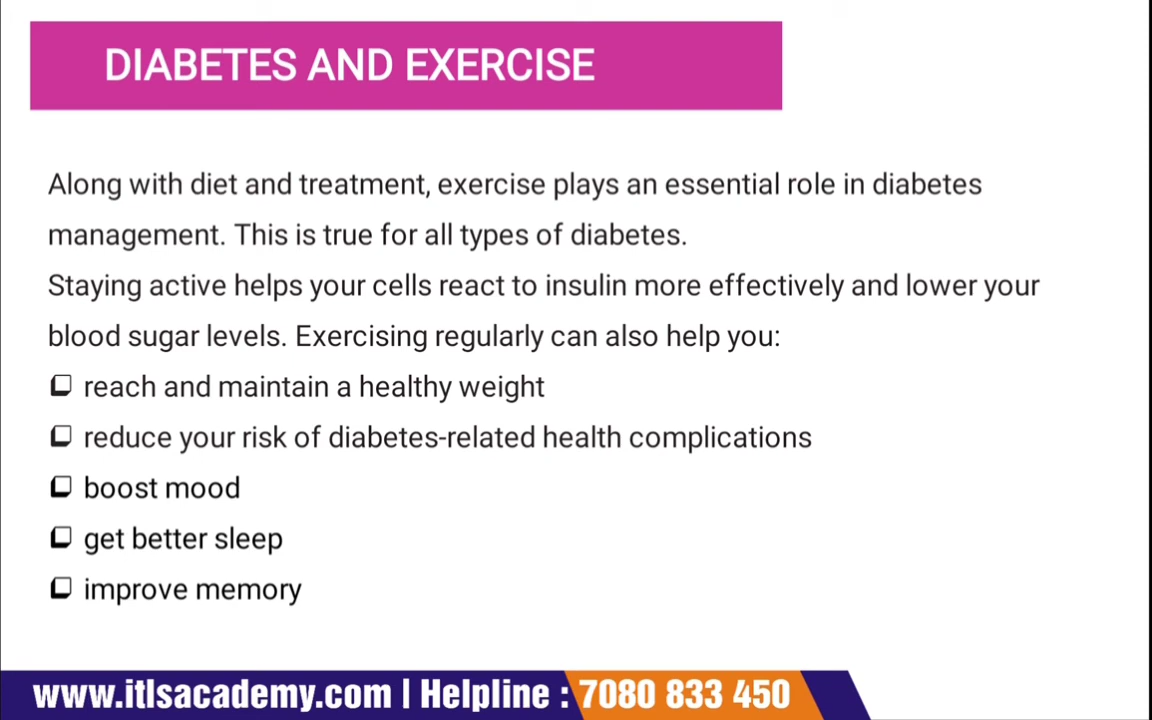 DIABETES AND EXERCISE
Along with diet and treatment, exercise plays an essential role in diabetes
management. This is true for all types of diabetes.
Staying active helps your cells react to insulin more effectively and lower your
blood sugar levels. Exercising regularly can also help you:
❏ reach and maintain a healthy weight
❏ reduce your risk of diabetes-related health complications
❏ boost mood
❏ get better sleep
❏ improve memory
www.itlsacademy.com | Helpline : 7080 833 450